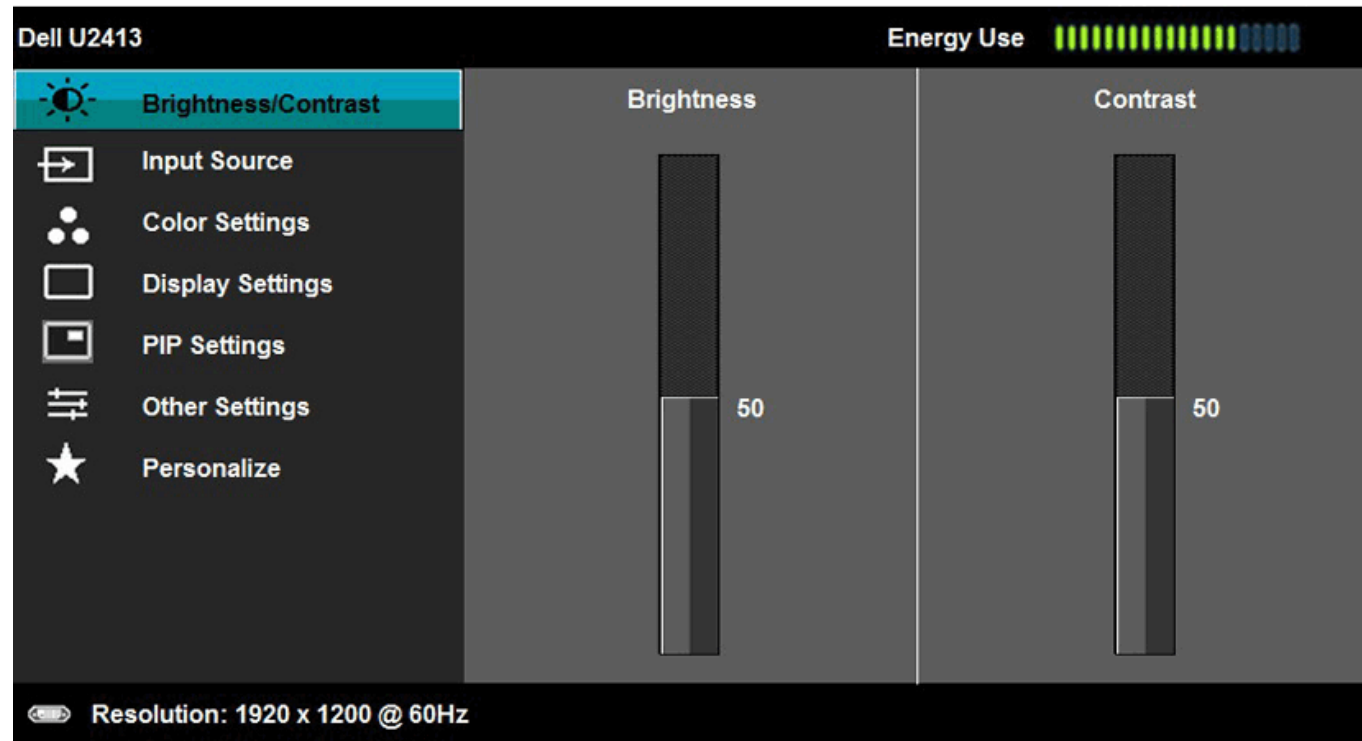 Dell U2413
Energy Use
Brightness/Contrast
Input Source
Color Settings
Display Settings
PIP Settings
Other Settings
Personalize
Brightness
50
Contrast
50
Resolution: 1920 x 1200 @ 60Hz